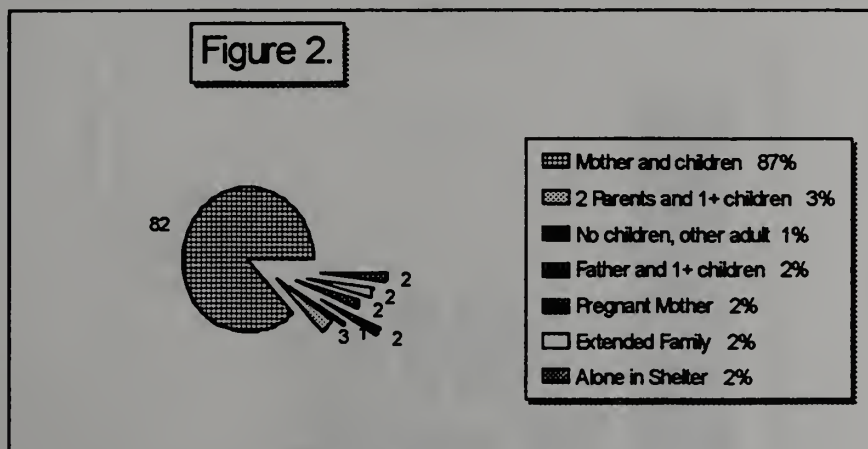 Figure 2.
82
2
2
2
2
1
3
Mother and children 87%
2 Parents and 1+ children 3%
No children, other adult 1%
Father and 1+ children 2%
Pregnant Mother 2%
Extended Family 2%
Alone in Shelter 2%